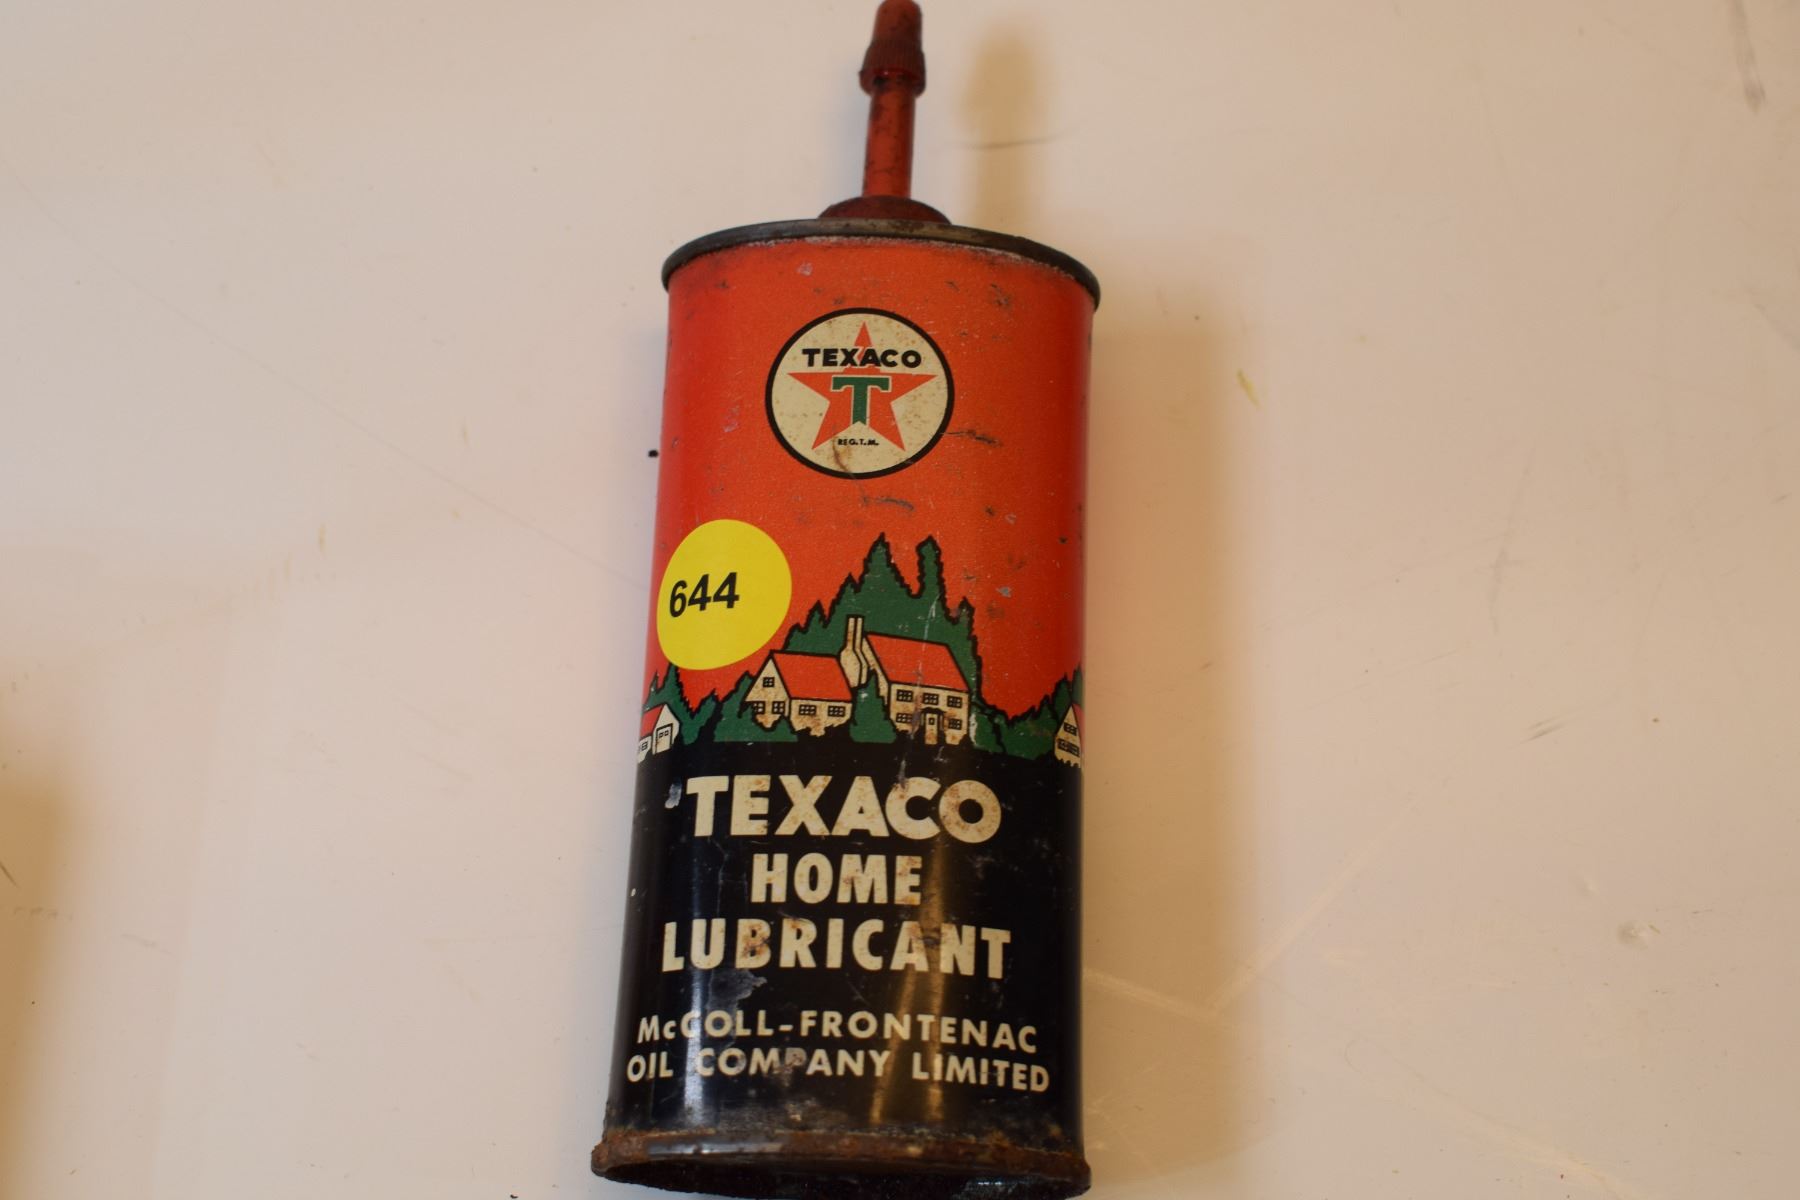 TEXACO
T
REG.T.M.
644
TEXACO
HOME
LUBRICANT
McCOLL-FRONTENAC
OIL COMPANY LIMITED